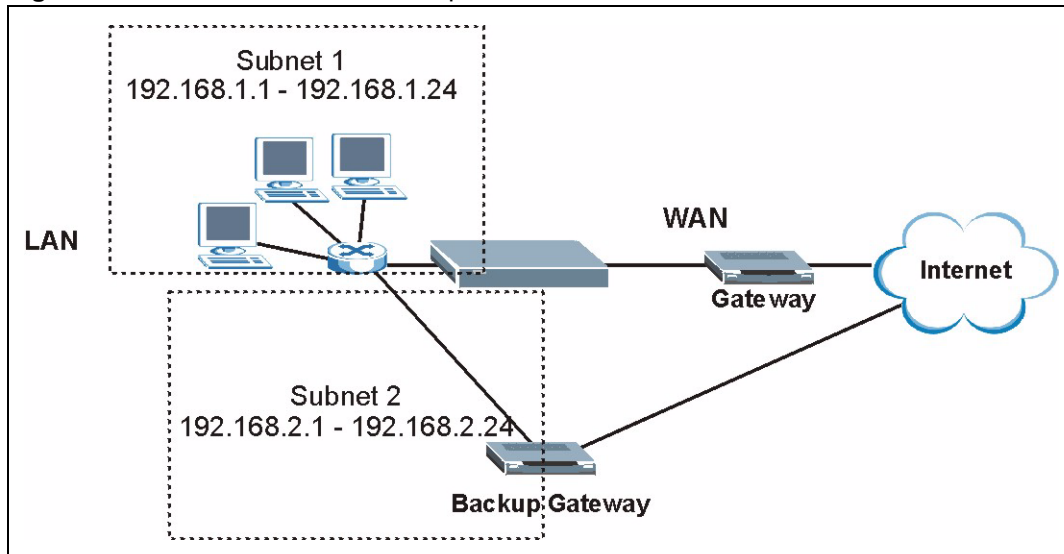 Subnet 1
192.168.1.1 - 192.168.1.24
LAN
WAN
Internet
Gateway
Subnet 2
192.168.2.1 - 192.168.2.24
Backup Gateway